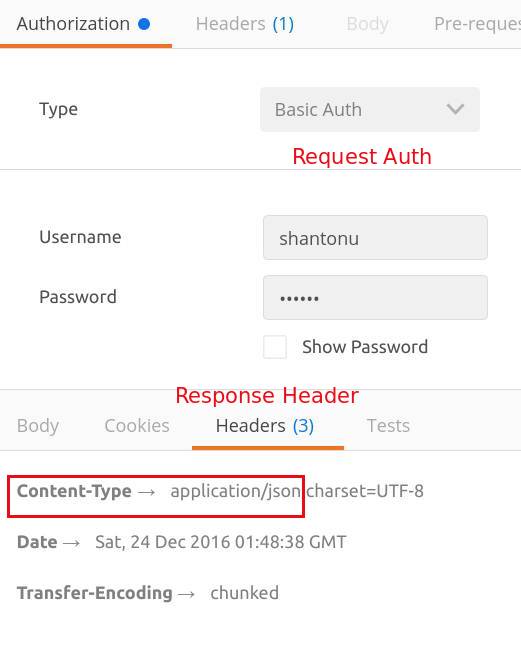 Authorization Headers (1) Body Pre-reques
Type Basic Auth
Request Auth
Username shantonu
Password ••••••
Show Password
Response Header
Body Cookies Headers (3) Tests
Content-Type → application/json charset=UTF-8
Date → Sat, 24 Dec 2016 01:48:38 GMT
Transfer-Encoding → chunked